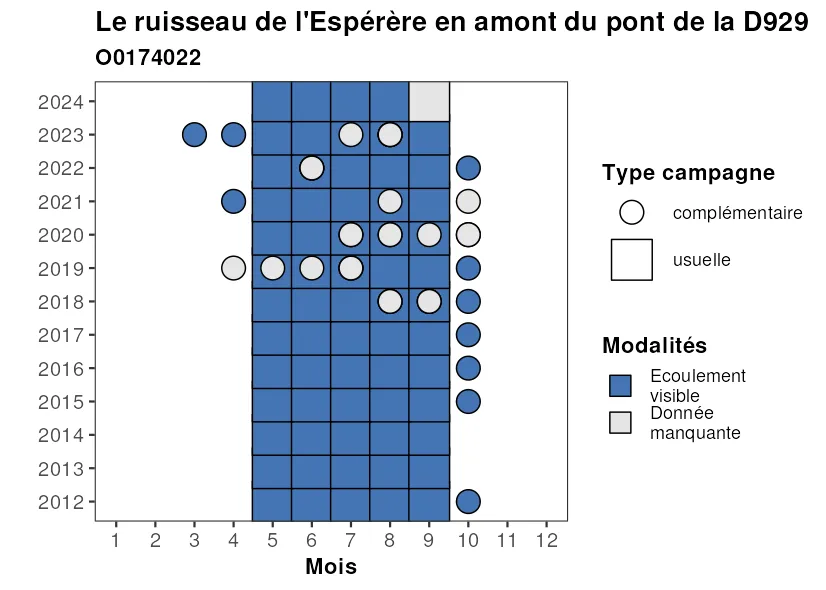 Le ruisseau de l'Espérère en amont du pont de la D929
O0174022
2024
2023
2022
2021
2020
2019
2018
2017
2016
2015
2014
2013
2012
1 2 3 4 5 6 7 8 9 10 11 12
Mois
Type campagne
complémentaire
usuelle
Modalités
Ecoulement
visible
Donnée
manquante